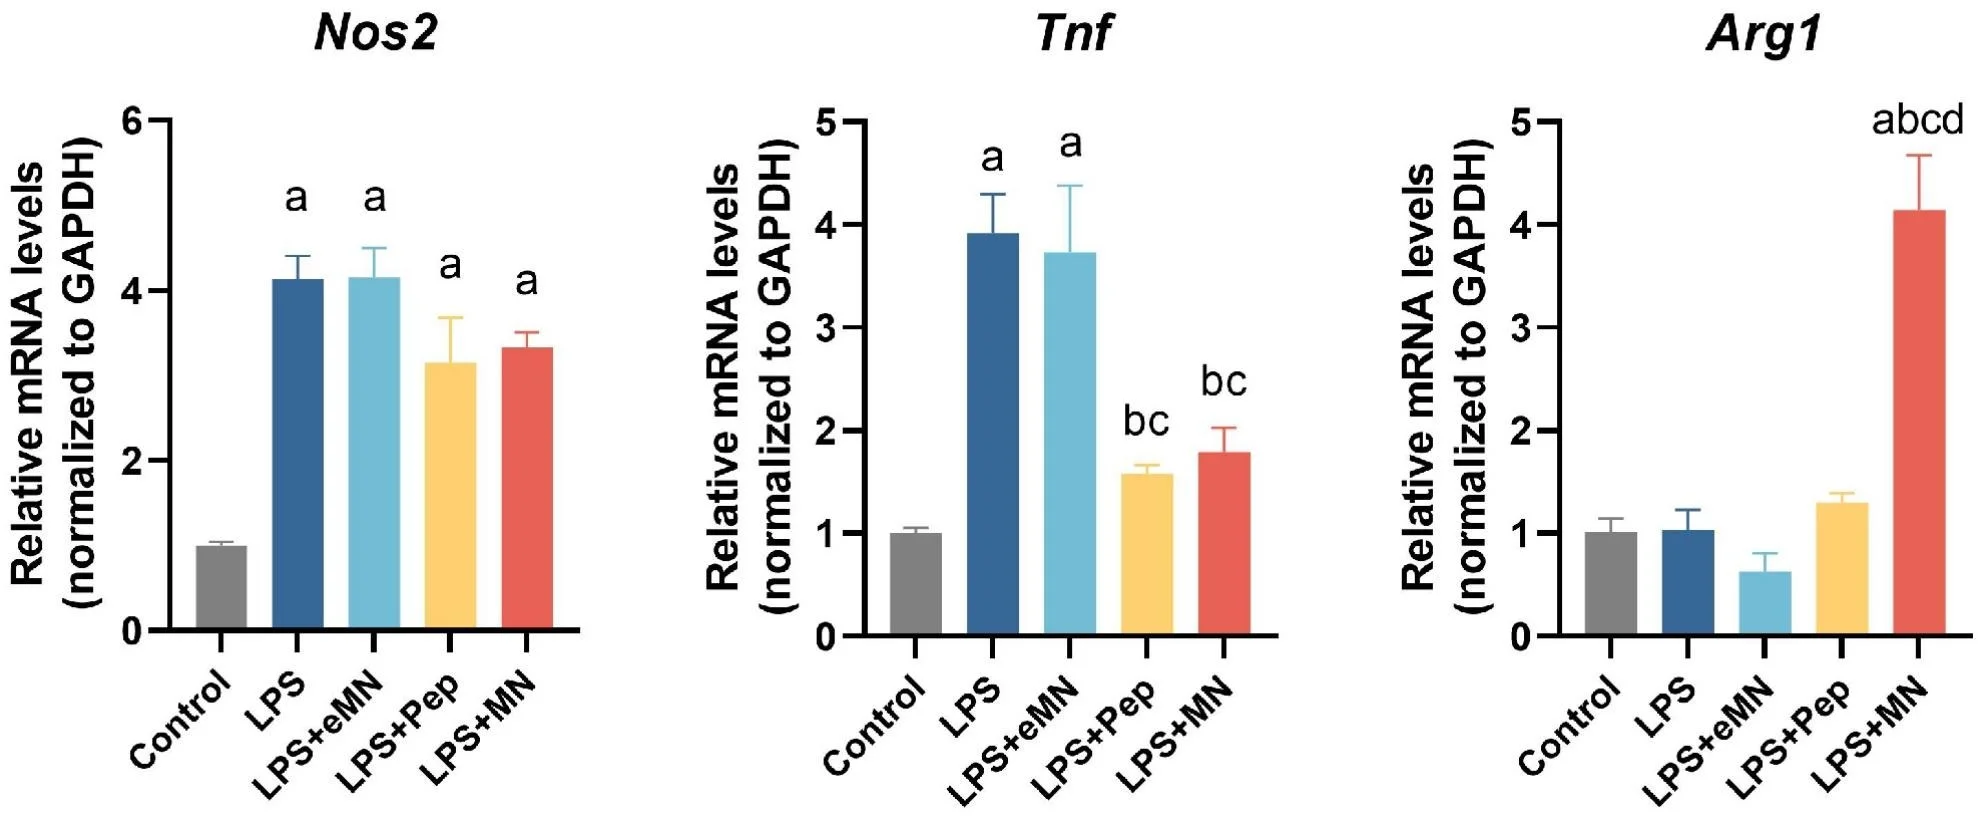 Nos2
Relative mRNA levels
(normalized to GAPDH)
6
4
2
0
a
a
a
a
Control
LPS
LPS+eMN
LPS+Pep
LPS+MN
Tnf
Relative mRNA levels
(normalized to GAPDH)
5
4
3
2
1
0
a
a
bc
bc
Control
LPS
LPS+eMN
LPS+Pep
LPS+MN
Arg1
Relative mRNA levels
(normalized to GAPDH)
5
4
3
2
1
0
abcd
Control
LPS
LPS+eMN
LPS+Pep
LPS+MN